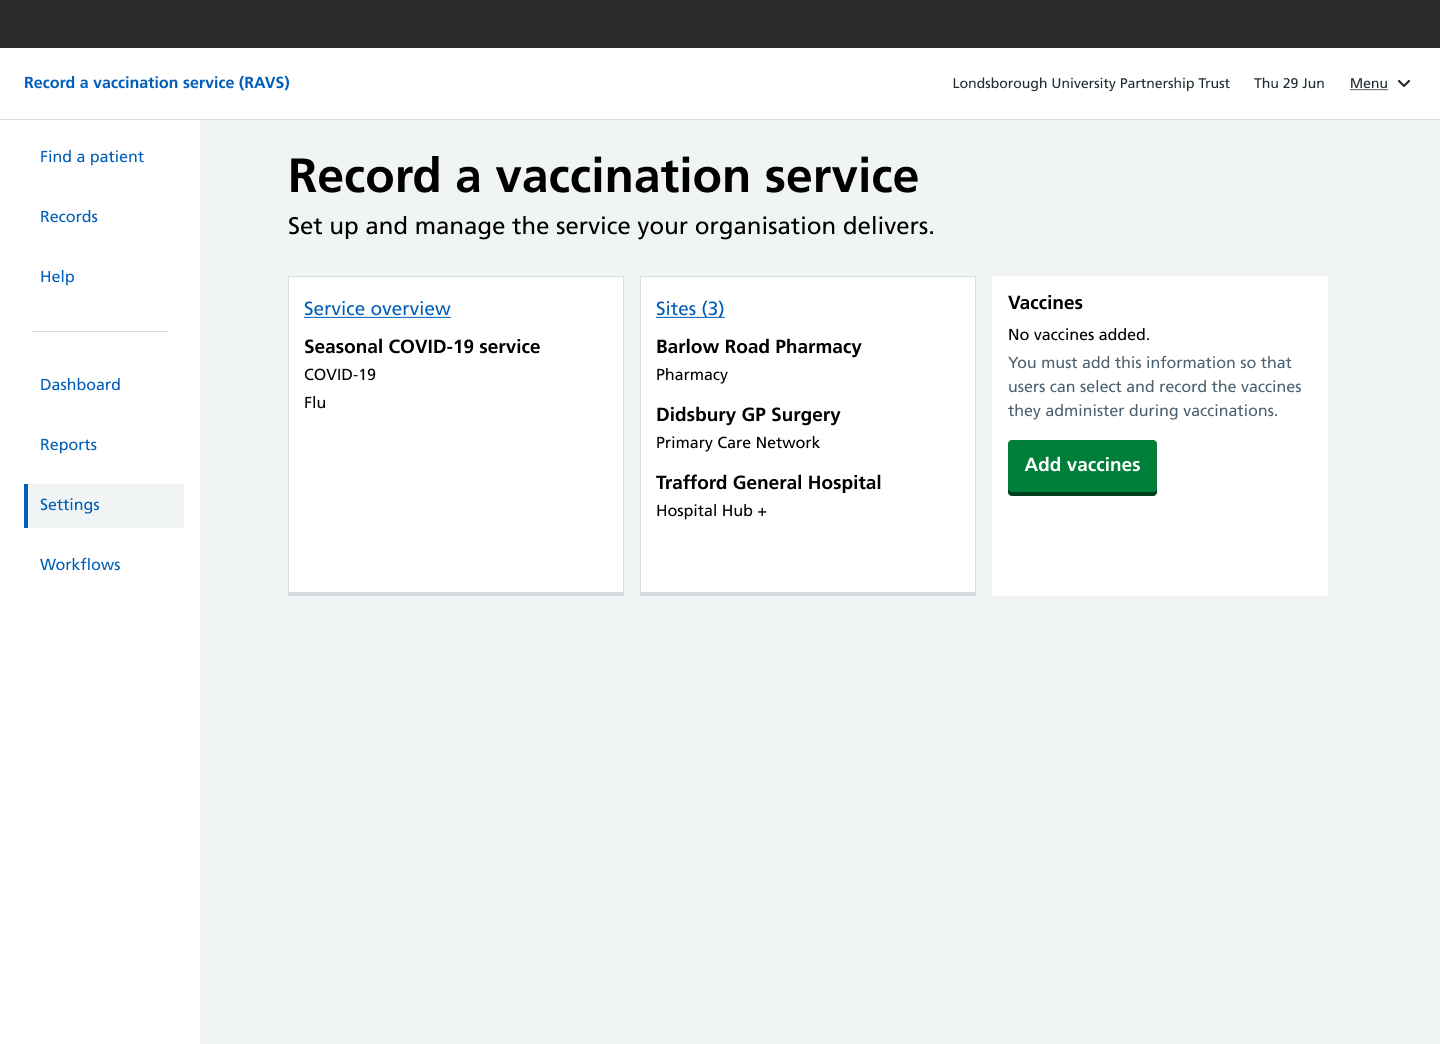 Record a vaccination service (RAVS)
Londsborough University Partnership Trust
Thu 29 Jun
Menu
Find a patient
Records
Help
Dashboard
Reports
Settings
Workflows
Record a vaccination service
Set up and manage the service your organisation delivers.
Service overview
Seasonal COVID-19 service
COVID-19
Flu
Sites (3)
Barlow Road Pharmacy
Pharmacy
Didsbury GP Surgery
Primary Care Network
Trafford General Hospital
Hospital Hub +
Vaccines
No vaccines added.
You must add this information so that
users can select and record the vaccines
they administer during vaccinations.
Add vaccines